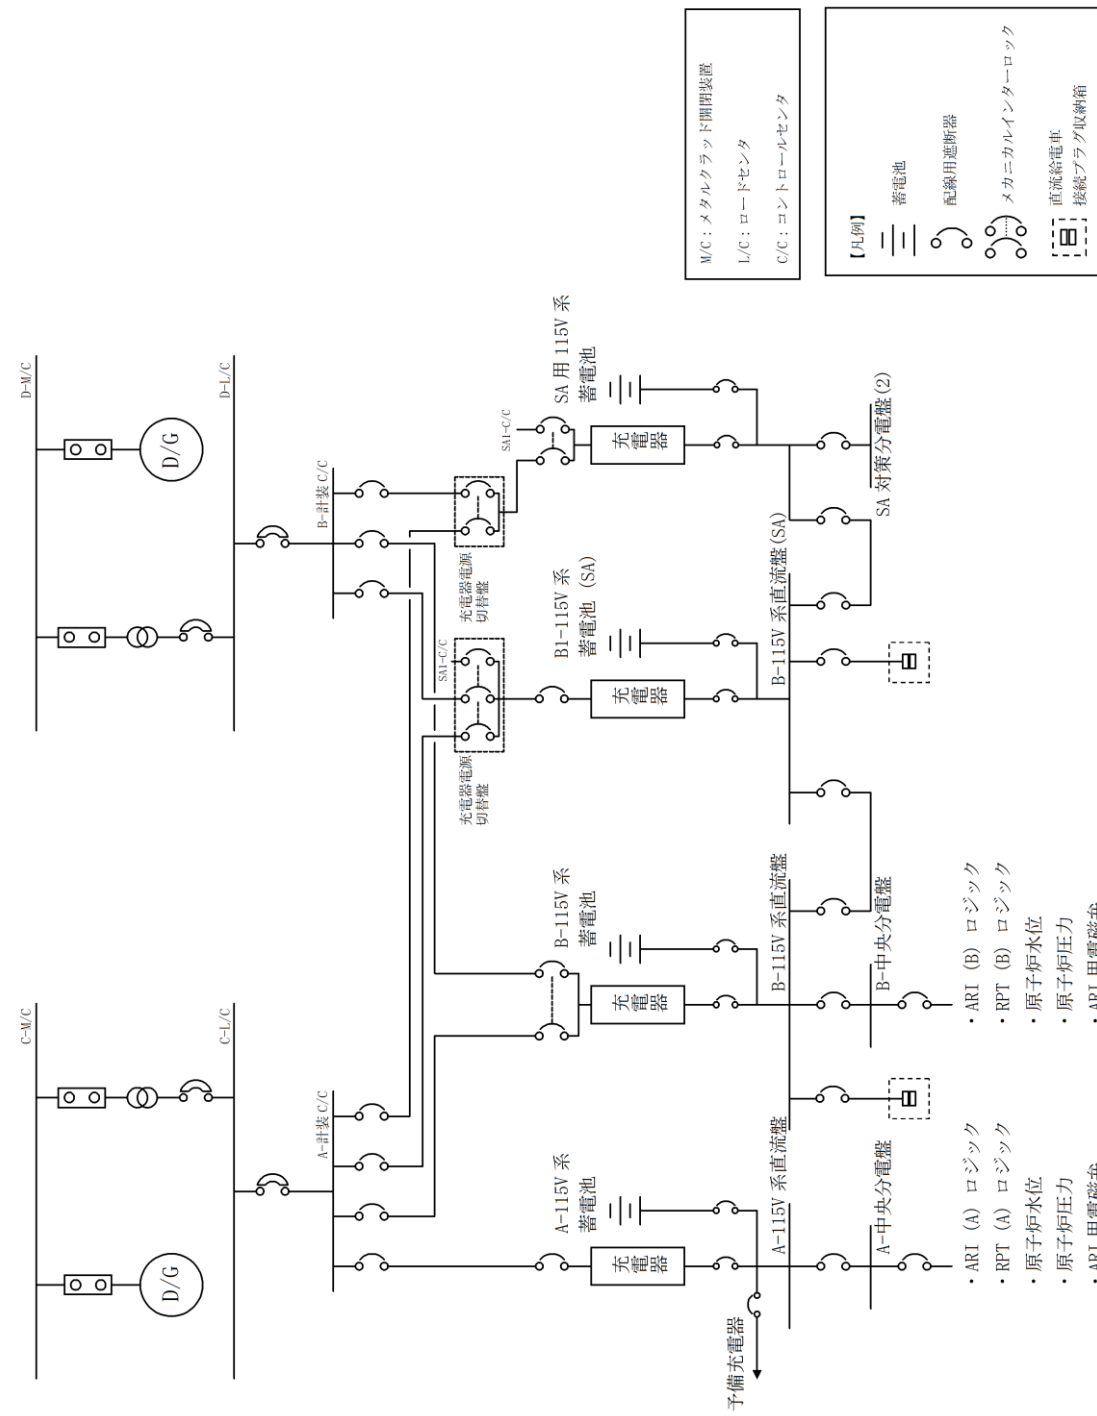 C-M/C
D-M/C
D/G
D/G
C-L/C
D-L/C
A-計装 C/C
B-計装 C/C
SA1-C/C
SA1-C/C
充電器電源
切替盤
充電器電源
切替盤
A-115V 系
蓄電池
B-115V 系
蓄電池
B1-115V 系
蓄電池 (SA)
SA 用 115V 系
蓄電池
充電器
充電器
充電器
充電器
予備充電器
A-115V 系直流盤
B-115V 系直流盤
B-115V 系直流盤(SA)
A-中央分電盤
B-中央分電盤
SA 対策分電盤(2)
・ARI (A) ロジック
・RPT (A) ロジック
・原子炉水位
・原子炉圧力
・ARI 用電磁弁
・ARI (B) ロジック
・RPT (B) ロジック
・原子炉水位
・原子炉圧力
・ARI 用電磁弁
M/C：メタルクラッド開閉装置
L/C：ロードセンタ
C/C：コントロールセンタ
【凡例】
蓄電池
配線用遮断器
メカニカルインターロック
直流給電車
接続プラグ収納箱